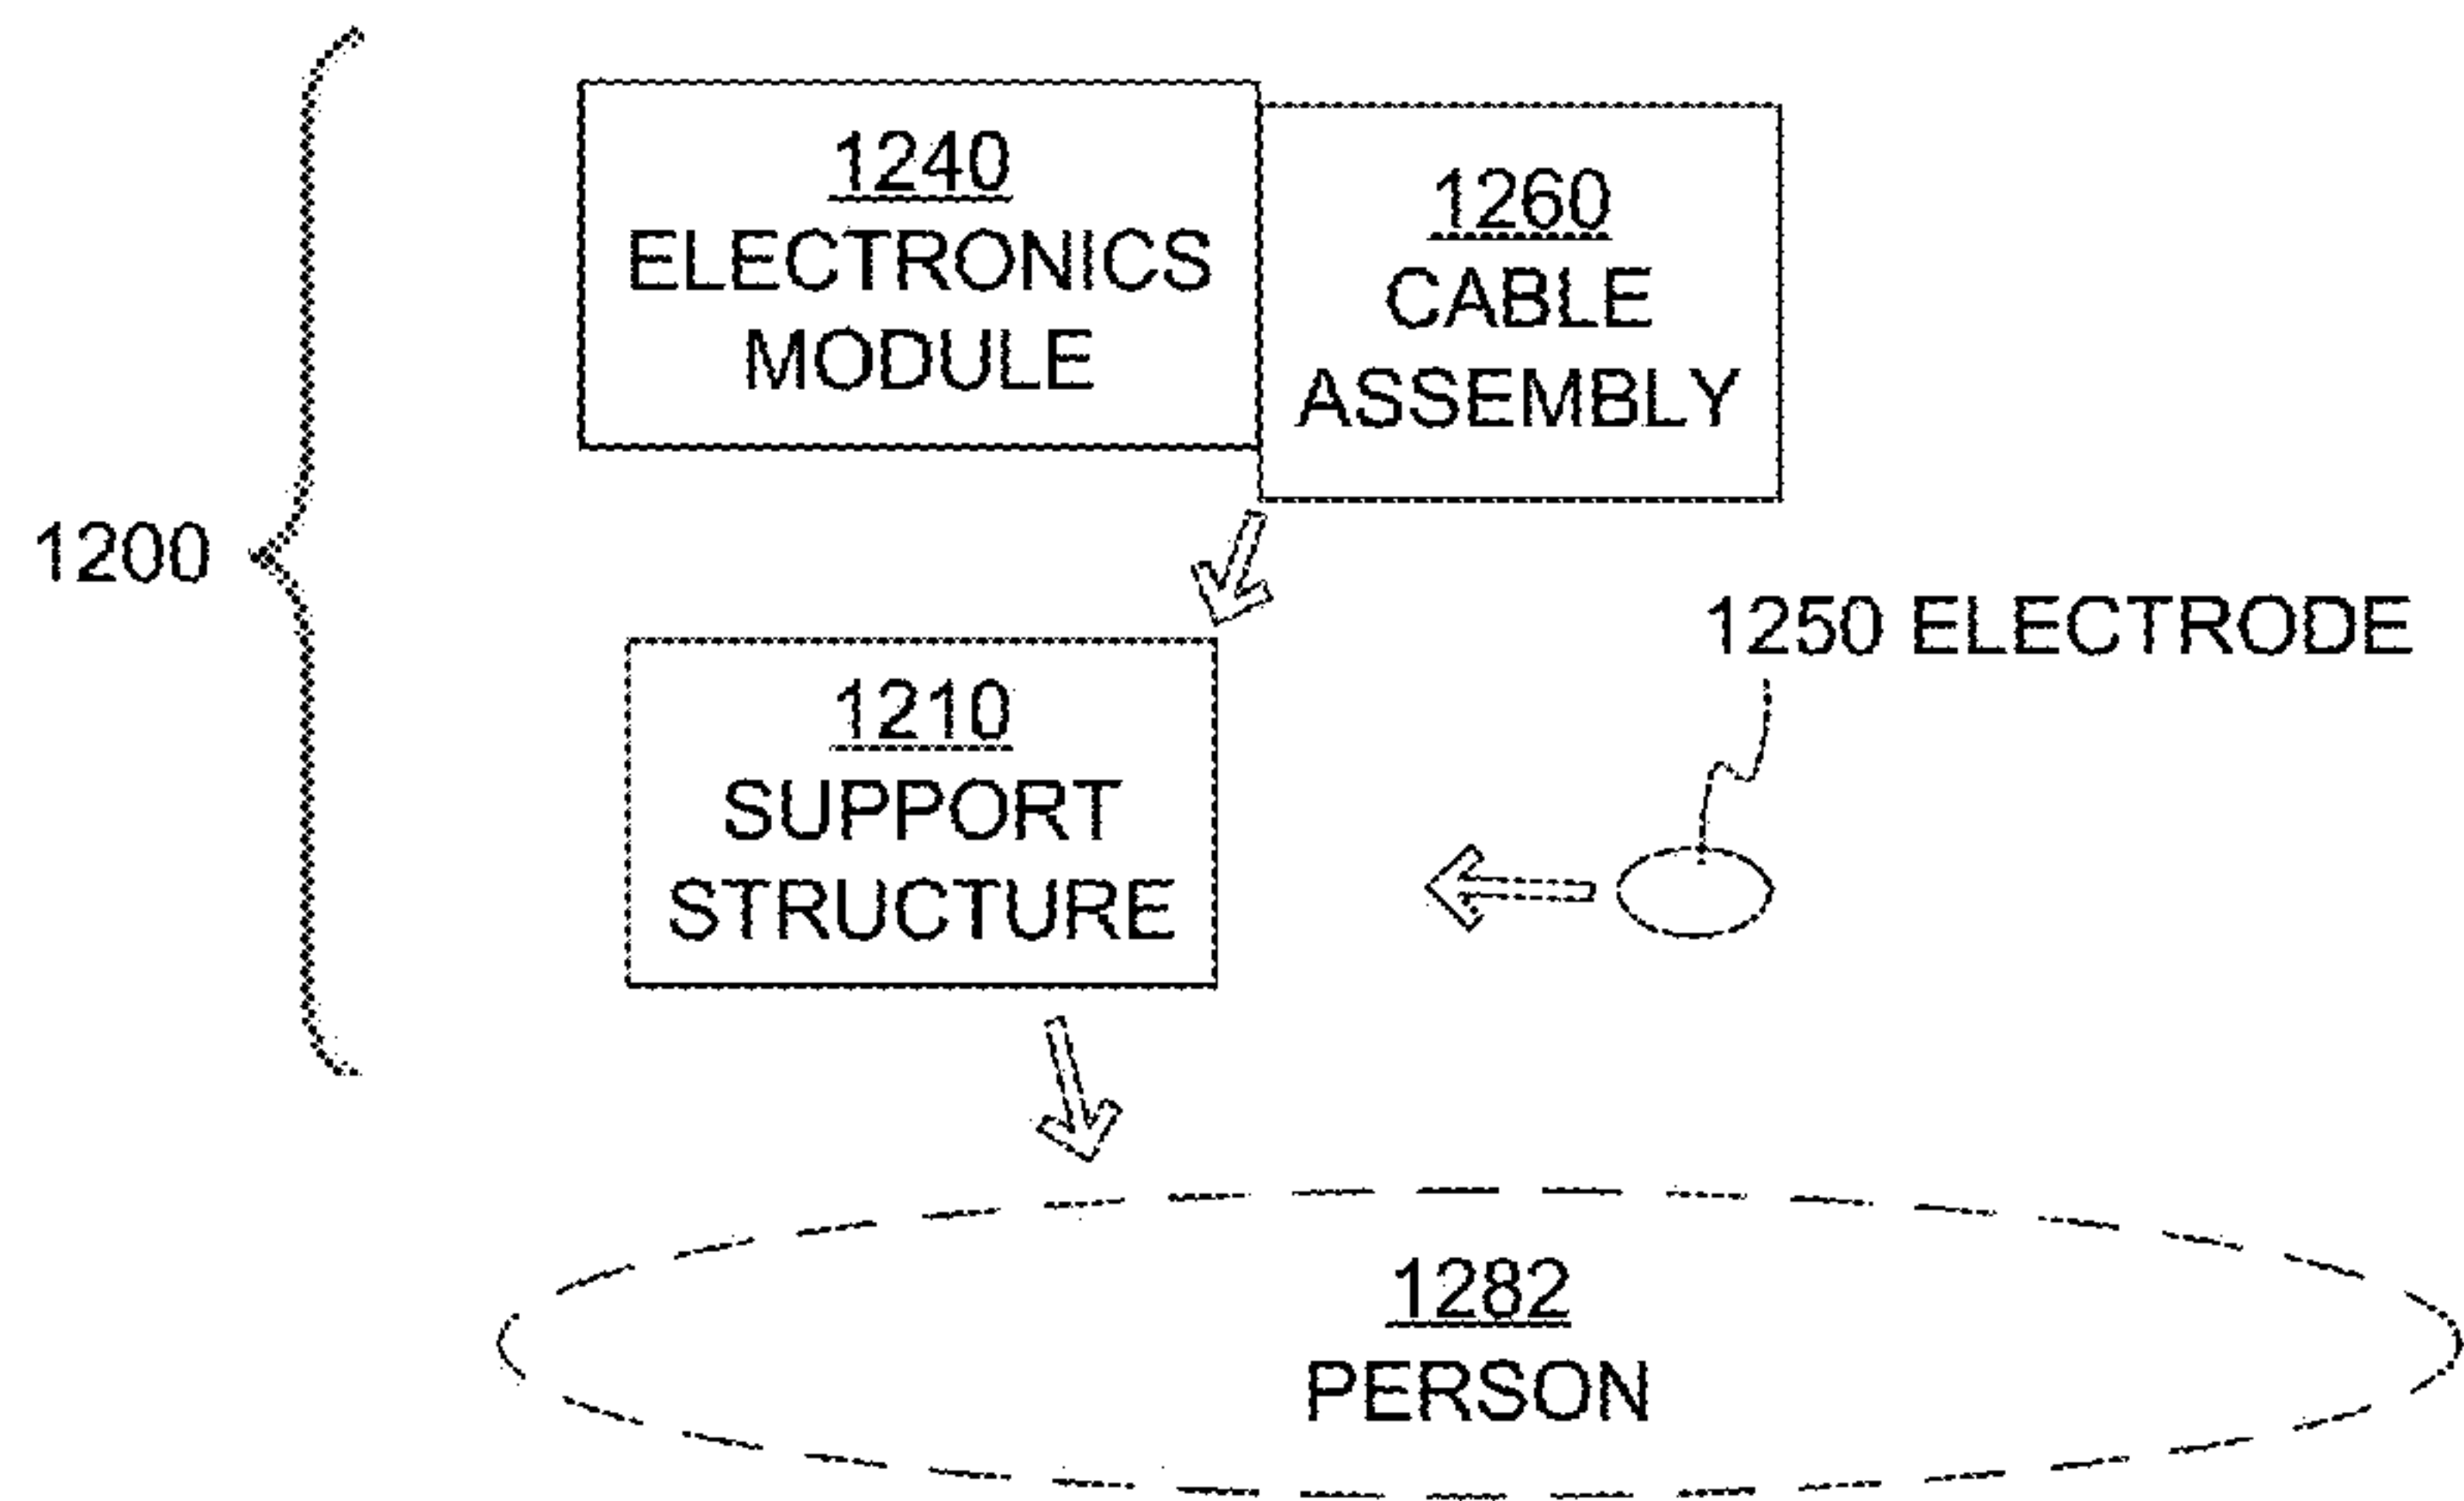 1240
ELECTRONICS
MODULE
1260
CABLE
ASSEMBLY
1200
1250 ELECTRODE
1210
SUPPORT
STRUCTURE
1282
PERSON